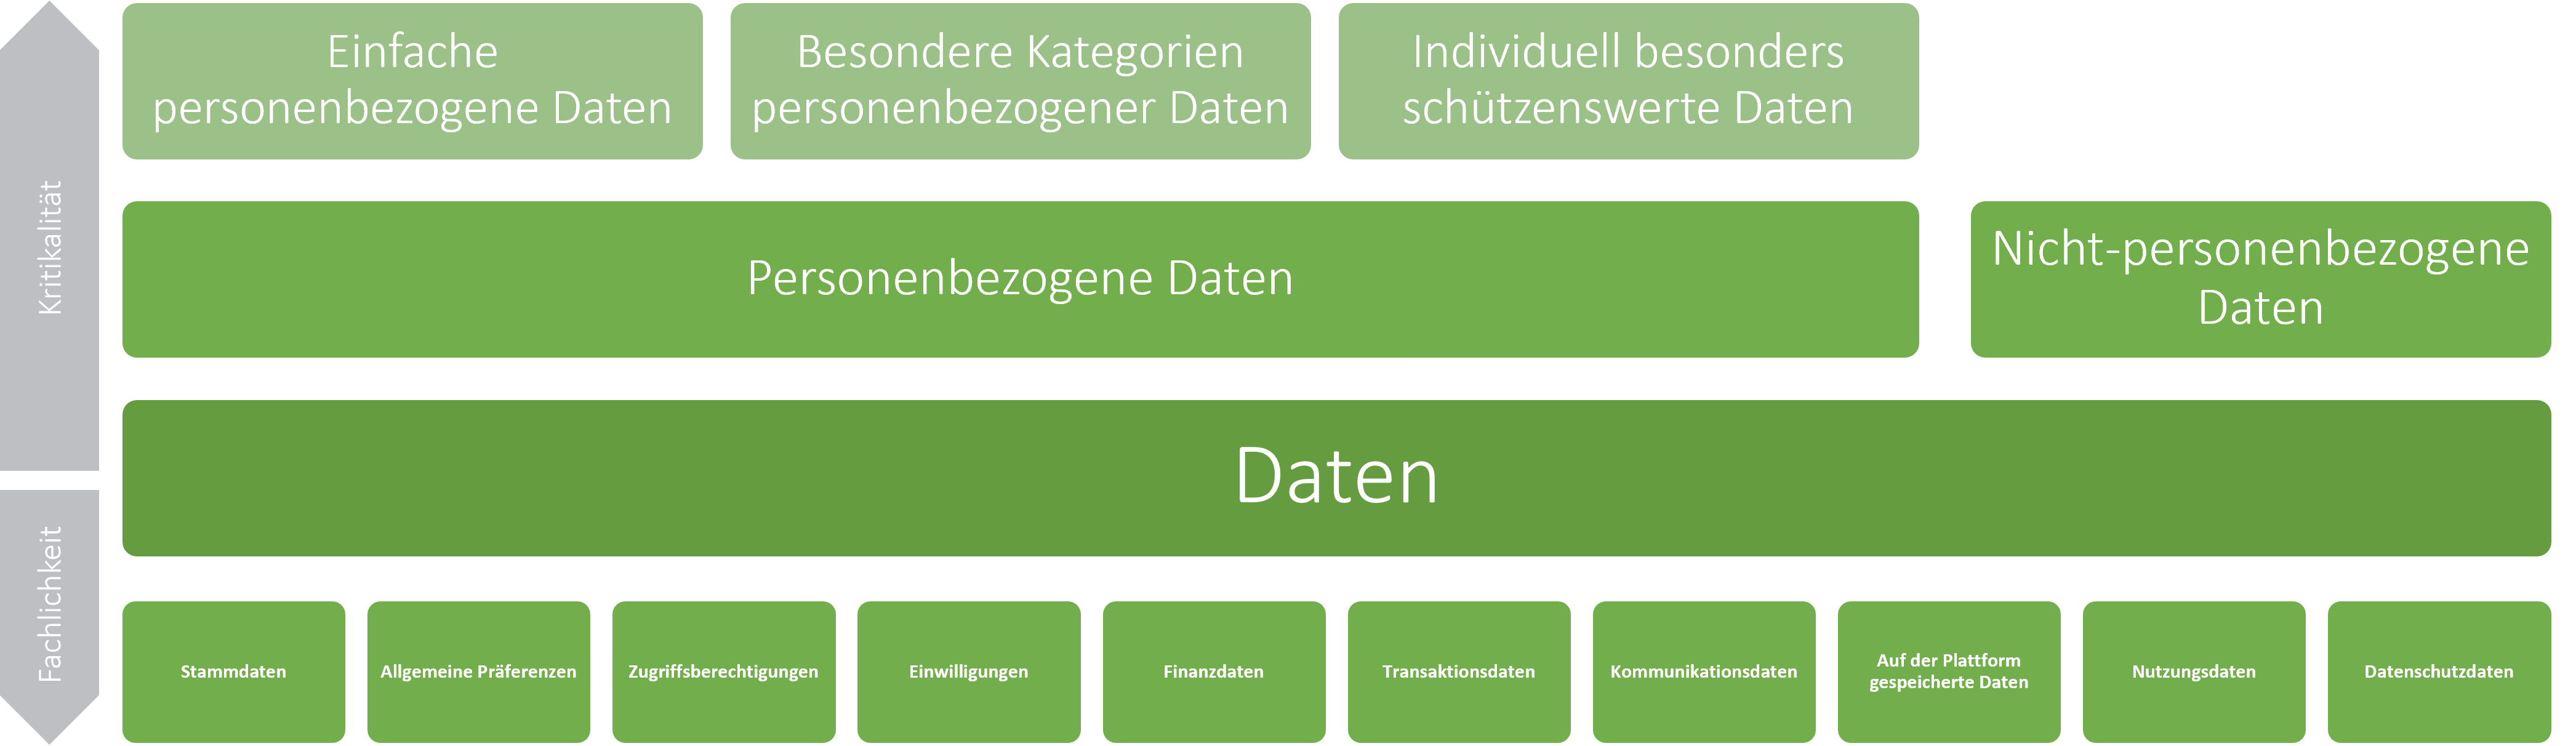 Kritikalität
Einfache
personenbezogene Daten
Besondere Kategorien
personenbezogener Daten
Individuell besonders
schützenswerte Daten
Personenbezogene Daten
Nicht-personenbezogene
Daten
Daten
Fachlichkeit
Stammdaten
Allgemeine Präferenzen
Zugriffsberechtigungen
Einwilligungen
Finanzdaten
Transaktionsdaten
Kommunikationsdaten
Auf der Plattform
gespeicherte Daten
Nutzungsdaten
Datenschutzdaten